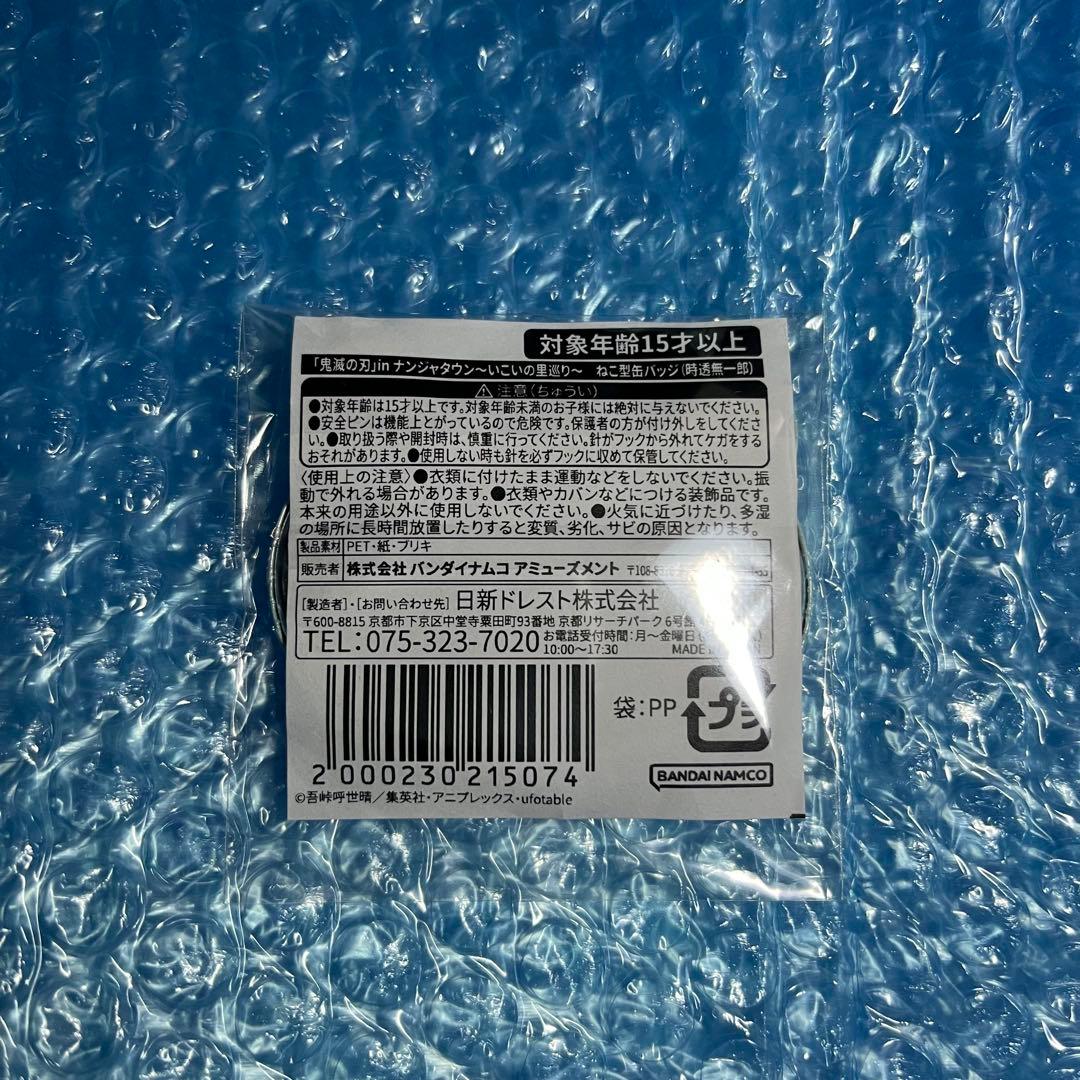 対象年齢15才以上
「鬼滅の刃」in ナンジャタウン～いこいの里巡り～ ねこ型缶バッジ(時透無一郎)
注意(ちゅうい)
●対象年齢は15才以上です。対象年齢未満のお子様には絶対に与えないでください。
●安全ピンは機能上とがっているので危険です。保護者の方が付け外しをしてくださ
い。●取り扱う際や開封時は、慎重に行ってください。針がフックから外れてケガをする
おそれがあります。●使用しない時も針を必ずフックに収めて保管してください。
〈使用上の注意〉●衣類に付けたまま運動などをしないでください。振
動で外れる場合があります。●衣類やカバンなどにつける装飾品です。
本来の用途以外に使用しないでください。●火気に近づけたり、多湿
の場所に長時間放置したりすると変質、劣化、サビの原因となります。
製品素材 PET・紙・ブリキ
販売者 株式会社 バンダイナムコ アミューズメント
[製造者]・[お問い合わせ先] 日新ドレスト株式会社
〒600-8815 京都市下京区中堂寺粟田町93番地 京都リサーチパーク 6号館
TEL:075-323-7020 お電話受付時間:月～金曜日
10:00～17:30 MADE
袋:PP
プラ
2 000230 215074
BANDAI NAMCO
©吾峠呼世晴／集英社・アニプレックス・ufotable